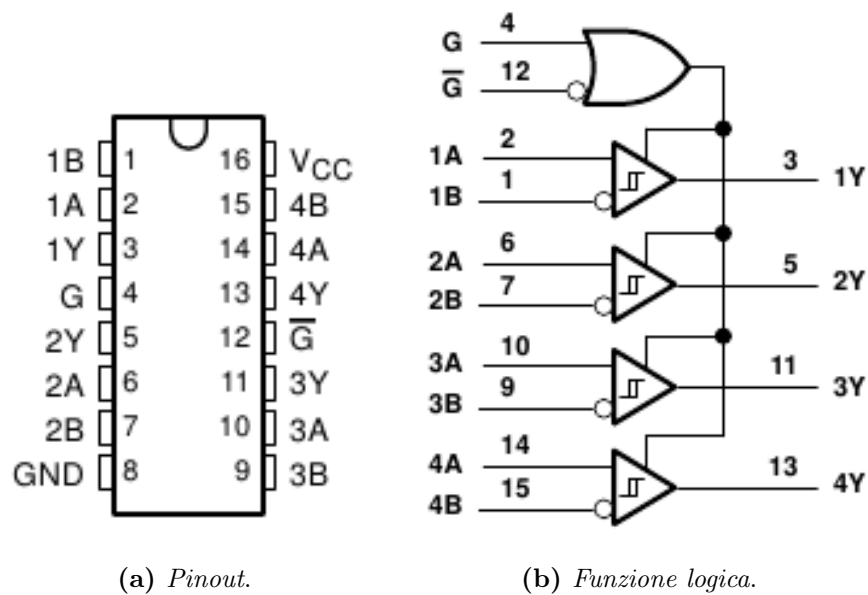 1B 1 16 VCC
1A 2 15 4B
1Y 3 14 4A
G 4 13 4Y
2Y 5 12 G̅
2A 6 11 3Y
2B 7 10 3A
GND 8 9 3B
(a) Pinout.
G 4
G̅ 12
1A 2
1B 1
3 1Y
2A 6
2B 7
5 2Y
3A 10
3B 9
11 3Y
4A 14
4B 15
13 4Y
(b) Funzione logica.